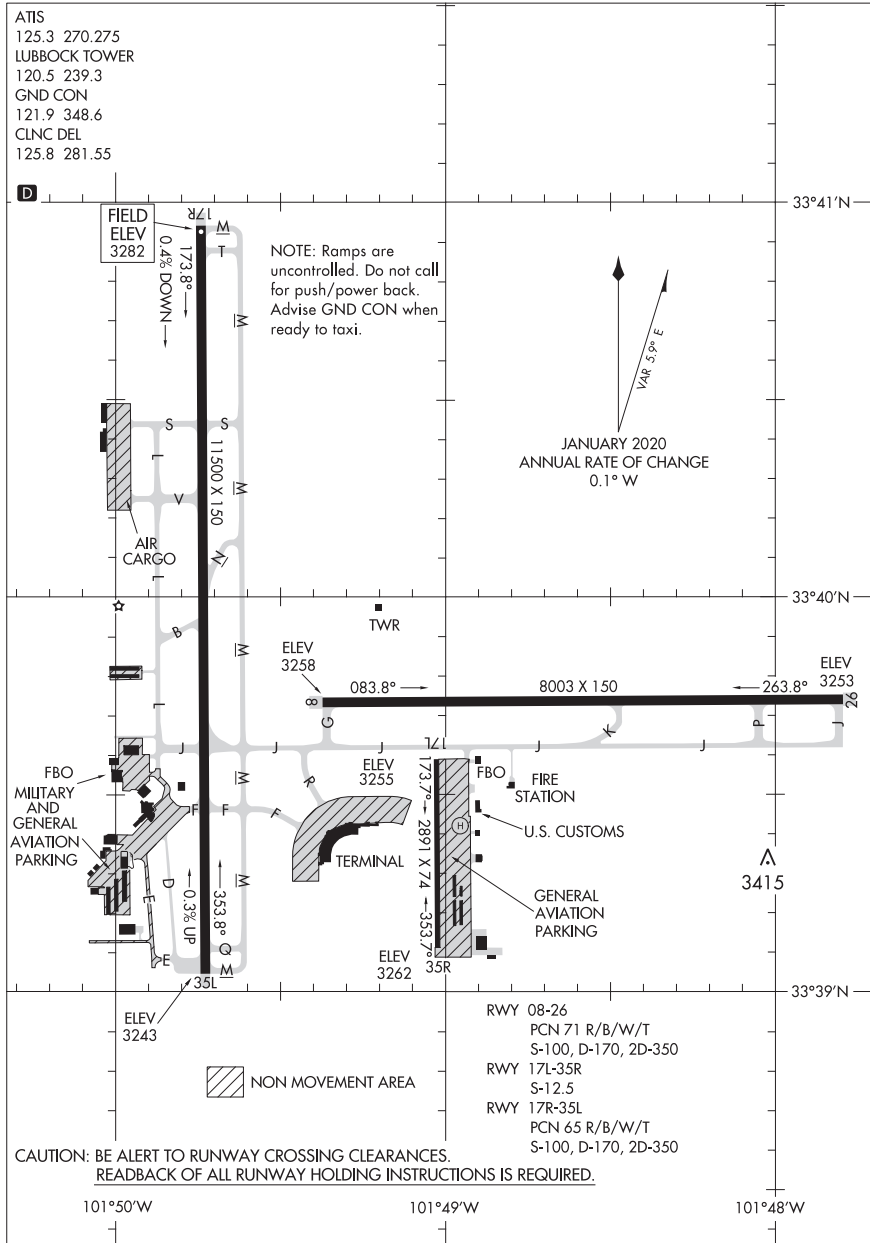 ATIS
125.3 270.275
LUBBOCK TOWER
120.5 239.3
GND CON
121.9 348.6
CLNC DEL
125.8 281.55
D
33°41'N
17R
FIELD
ELEV
3282
M
T
173.8°
0.4% DOWN
NOTE: Ramps are
uncontrolled. Do not call
for push/power back.
Advise GND CON when
ready to taxi.
M
VAR 5.9° E
JANUARY 2020
ANNUAL RATE OF CHANGE
0.1° W
S
S
L
11500 X 150
M
V
AIR
CARGO
N
L
33°40'N
TWR
B
M
ELEV
3258
ELEV
3253
083.8°
8003 X 150
263.8°
8
26
L
G
K
P
J
17L
J
J
J
J
J
FBO
MILITARY
AND
GENERAL
AVIATION
PARKING
M
R
ELEV
3255
FBO
FIRE
STATION
F
F
F
173.7°
2891 X 74
353.7°
H
U.S. CUSTOMS
TERMINAL
3415
D
E
0.3% UP
353.8°
M
GENERAL
AVIATION
PARKING
Q
E
M
35L
ELEV
3262
35R
33°39'N
ELEV
3243
RWY 08-26
PCN 71 R/B/W/T
S-100, D-170, 2D-350
RWY 17L-35R
S-12.5
RWY 17R-35L
PCN 65 R/B/W/T
S-100, D-170, 2D-350
NON MOVEMENT AREA
CAUTION: BE ALERT TO RUNWAY CROSSING CLEARANCES.
READBACK OF ALL RUNWAY HOLDING INSTRUCTIONS IS REQUIRED.
101°50'W
101°49'W
101°48'W